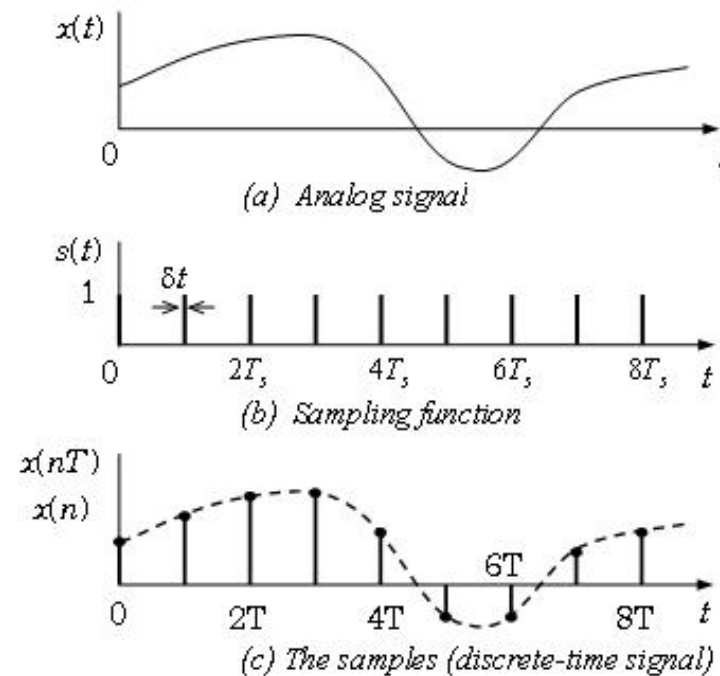 x(t)
0
(a) Analog signal
s(t)
δt
1
0 2Tₛ 4Tₛ 6Tₛ 8Tₛ t
(b) Sampling function
x(nT)
x(n)
6T
0 2T 4T 8T t
(c) The samples (discrete-time signal)